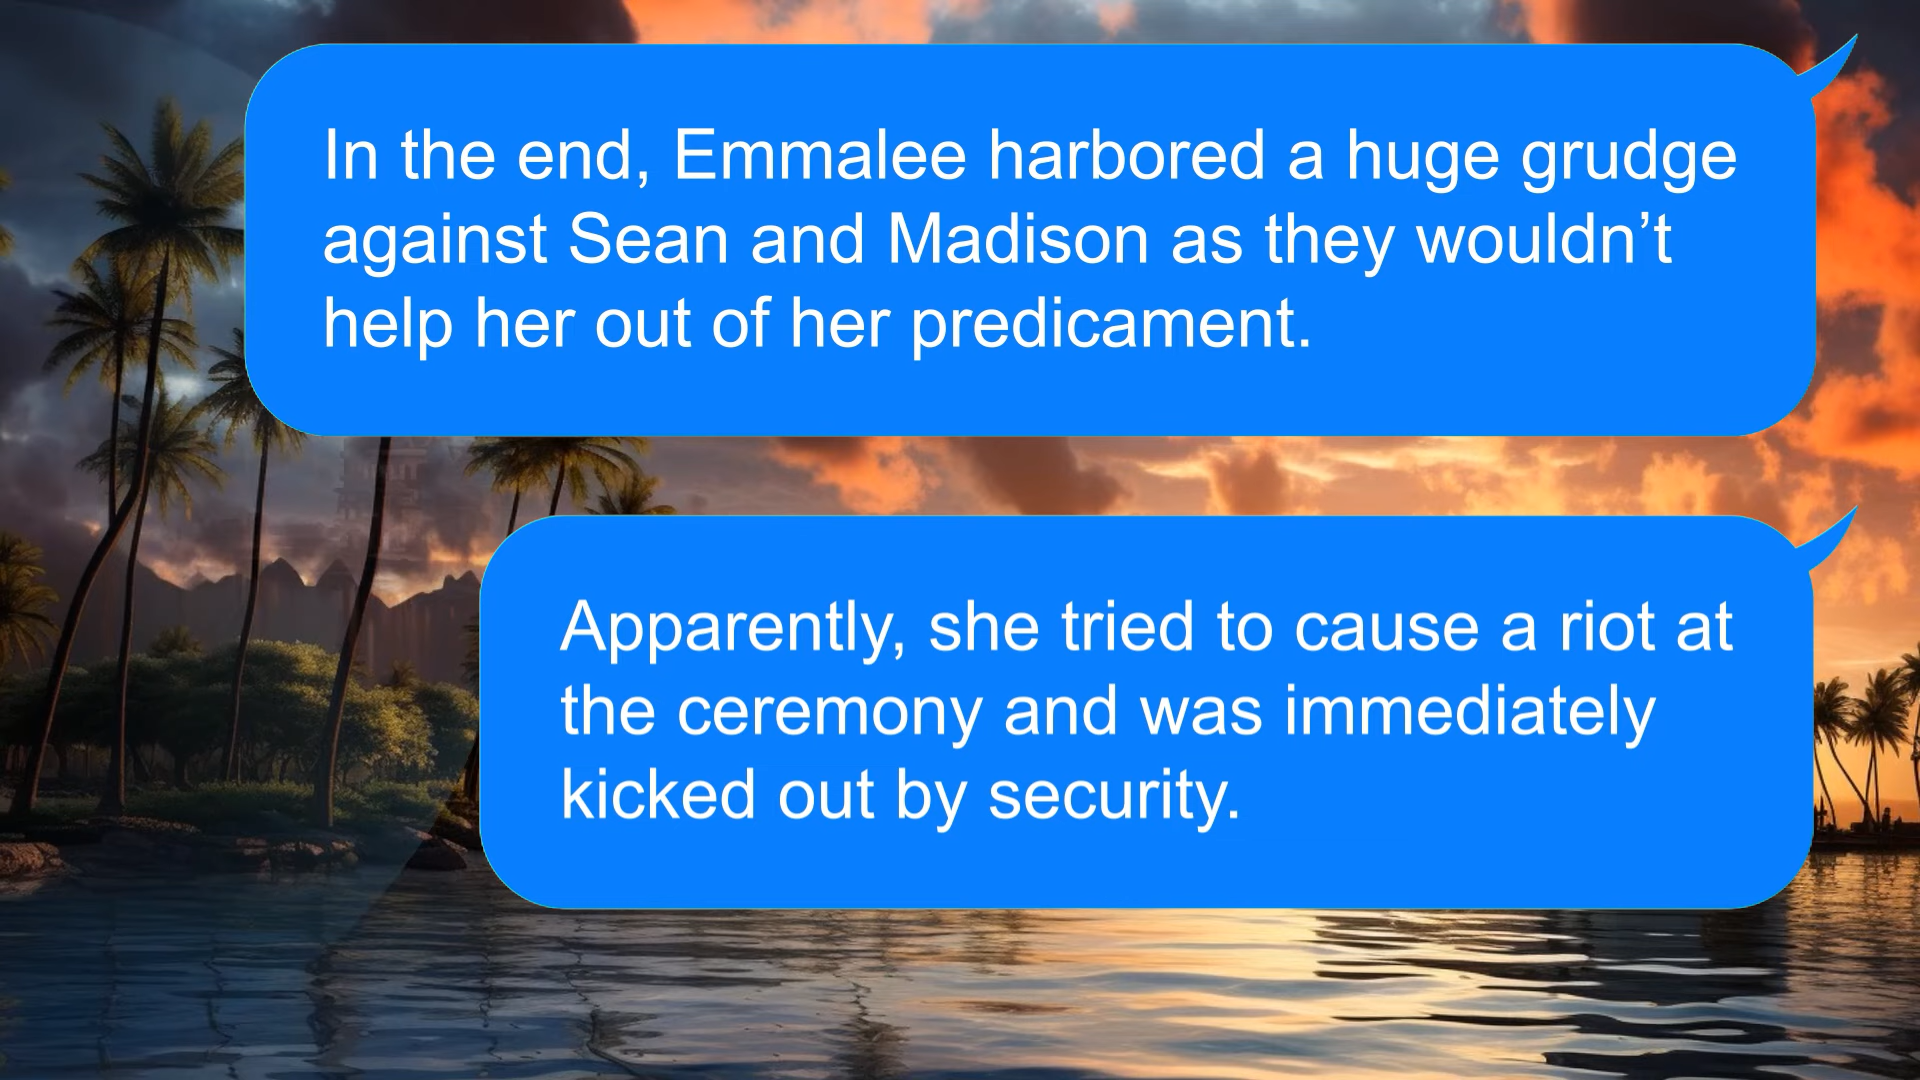 In the end, Emmalee harbored a huge grudge
against Sean and Madison as they wouldn’t
help her out of her predicament.
Apparently, she tried to cause a riot at
the ceremony and was immediately
kicked out by security.